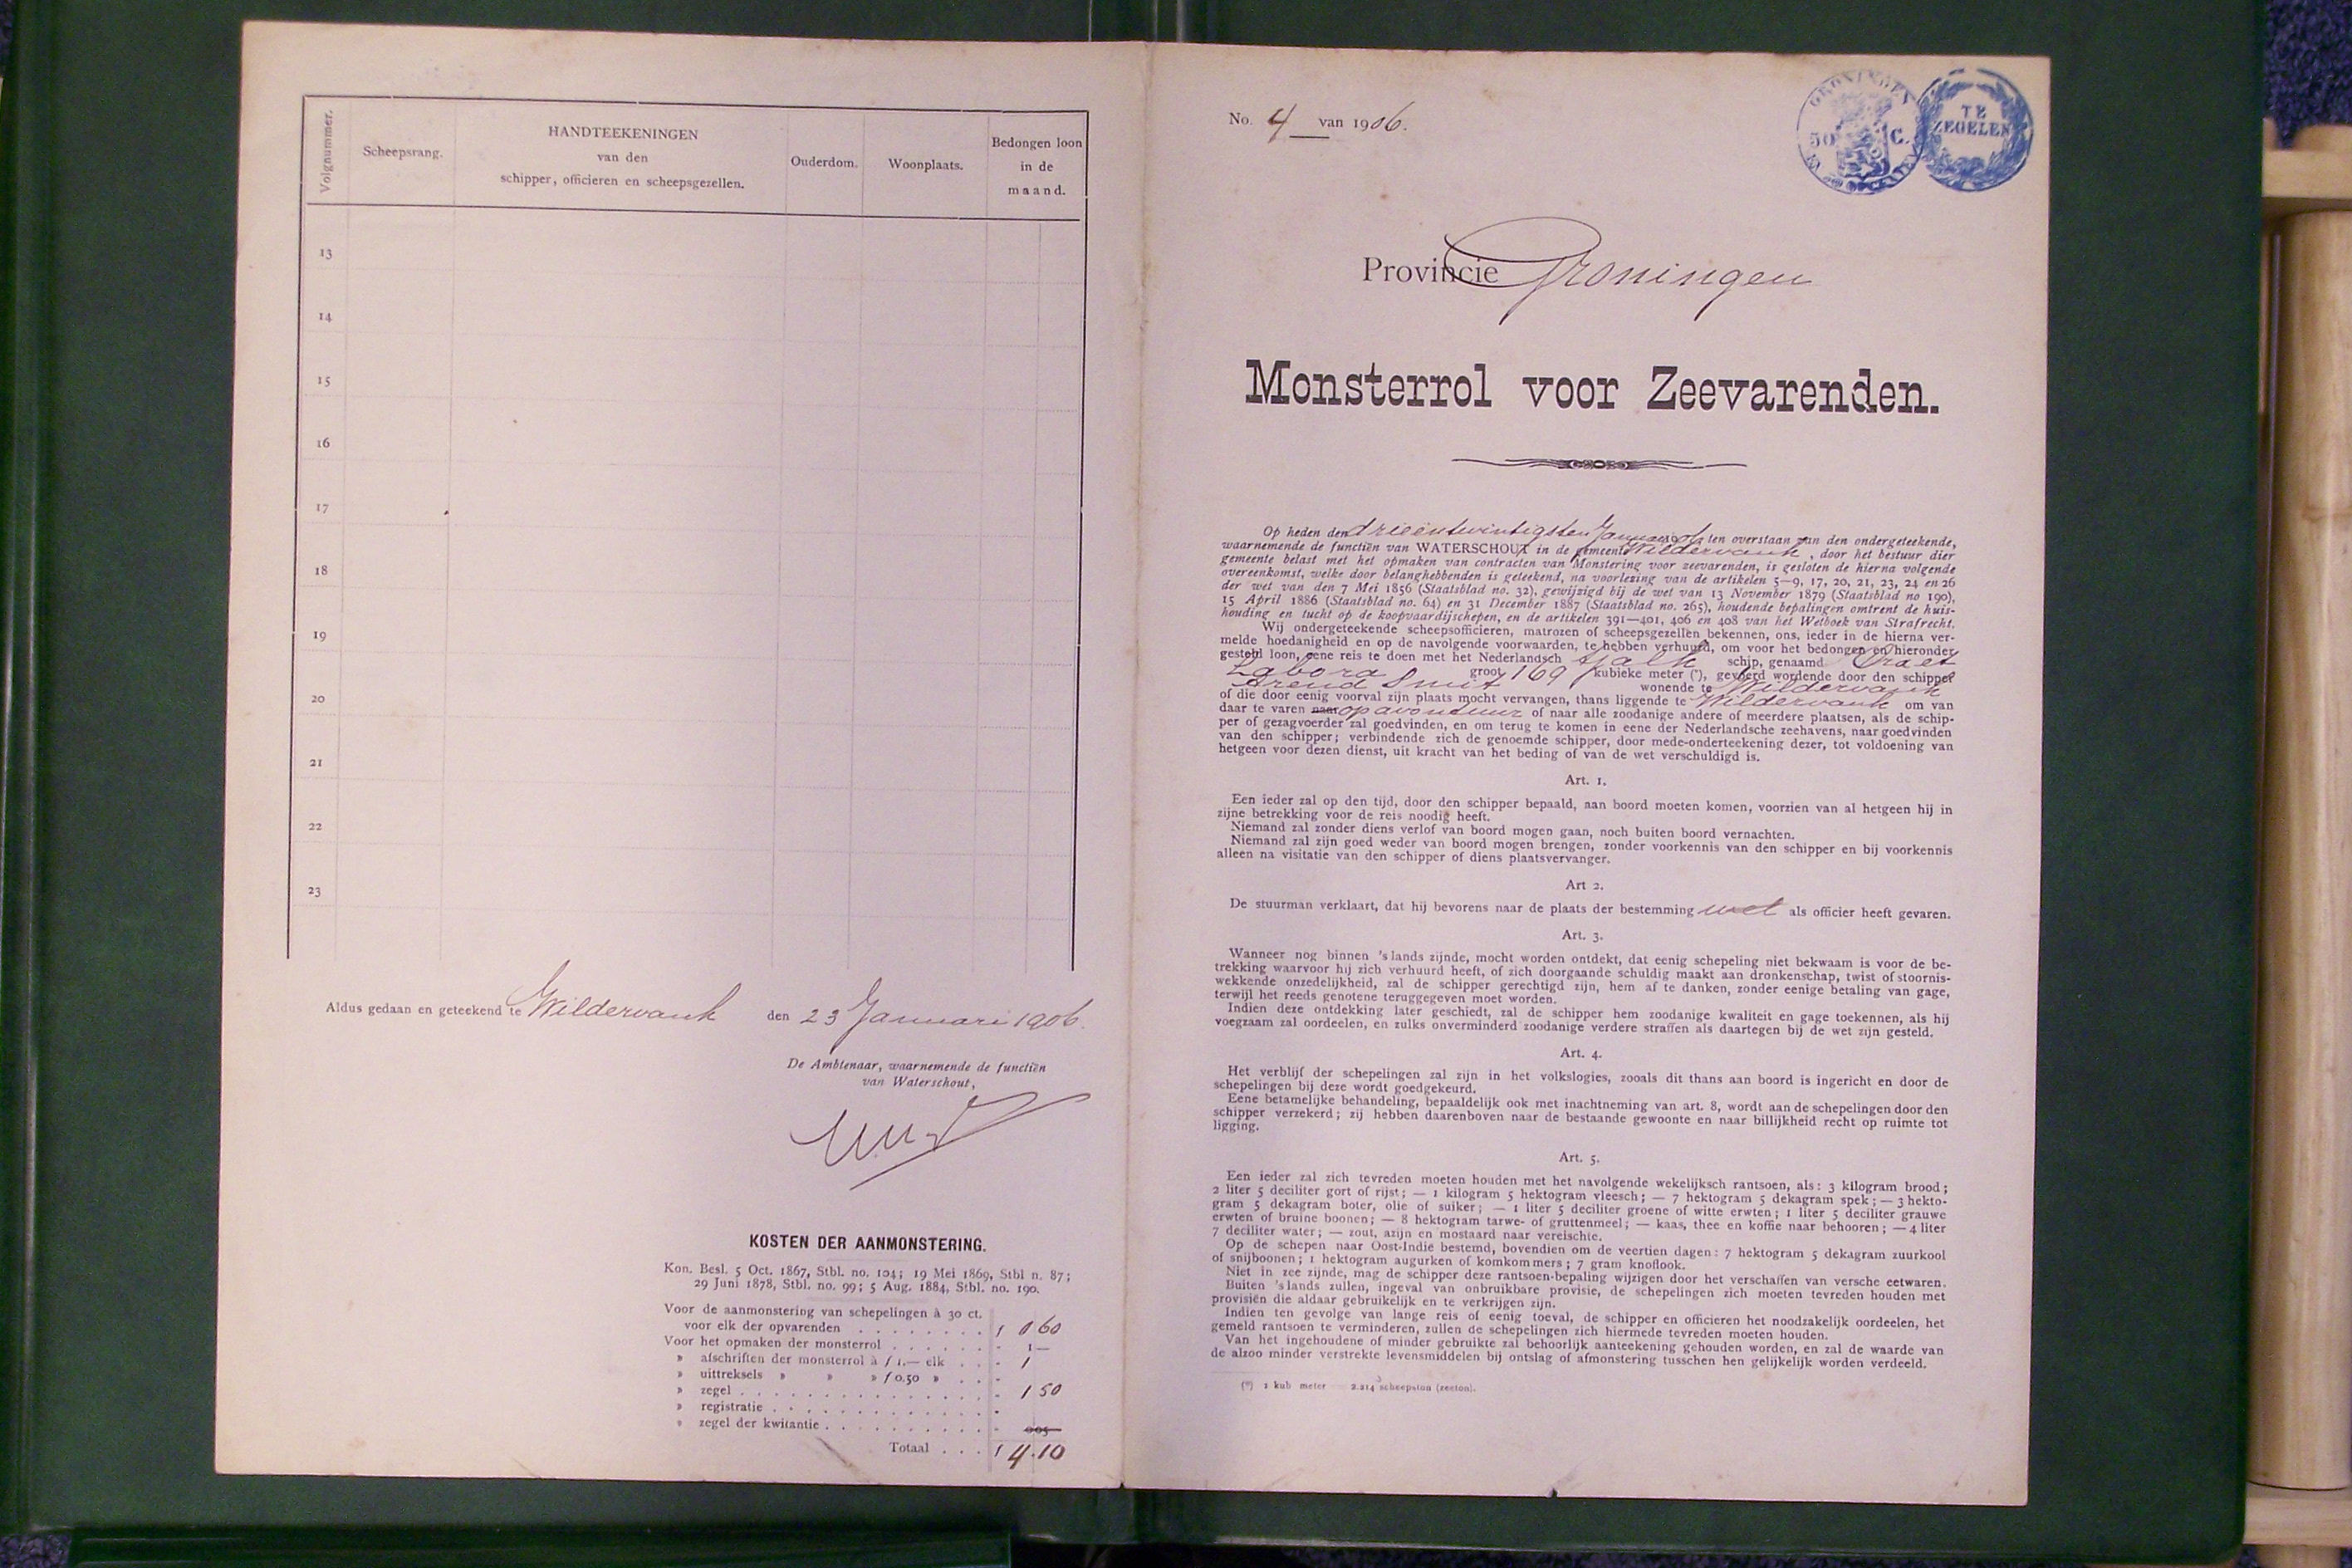 Volgnummer.
Scheepsrang.
HANDTEEKENINGEN
van den
schipper, officieren en scheepsgezellen.
Ouderdom.
Woonplaats.
Bedongen loon
in de
maand.
13
14
15
16
17
18
19
20
21
22
23
Aldus gedaan en geteekend te Wildervank den 23 Januari 1906.
De Ambtenaar, waarnemende de functiën
van Waterschout,
KOSTEN DER AANMONSTERING.
Kon. Besl. 5 Oct. 1867, Stbl. no. 104; 19 Mei 1869, Stbl n. 87;
29 Juni 1878, Stbl. no. 99; 5 Aug. 1884, Stbl. no. 190.
Voor de aanmonstering van schepelingen à 30 ct.
voor elk der opvarenden . . . . . . . . f 0 60
Voor het opmaken der monsterrol . . . . . . - 1 —
» afschriften der monsterrol à f 1.— elk . . - 1
» uittreksels » » » f 0.50 » . . -
» zegel . . . . . . . . . . . . . . - 1 50
» registratie . . . . . . . . . . . . -
» zegel der kwitantie . . . . . . . . . - 005
Totaal . . . f 4.10
No. 4 van 1906.
GRONINGEN
50 C.
TE
ZEGELEN
Provincie Groningen
Monsterrol voor Zeevarenden.
Op heden den drieëntwintigsten Januari 1906 ten overstaan van den ondergeteekende,
waarnemende de functiën van WATERSCHOUT in de gemeente Wildervank, door het bestuur dier
gemeente belast met het opmaken van contracten van Monstering voor zeevarenden, is gesloten de hierna volgende
overeenkomst, welke door belanghebbenden is geteekend, na voorlezing van de artikelen 5—9, 17, 20, 21, 23, 24 en 26
der wet van den 7 Mei 1856 (Staatsblad no. 32), gewijzigd bij de wet van 13 November 1879 (Staatsblad no 190),
15 April 1886 (Staatsblad no. 64) en 31 December 1887 (Staatsblad no. 265), houdende bepalingen omtrent de huis-
houding en tucht op de koopvaardijschepen, en de artikelen 391—401, 406 en 408 van het Wetboek van Strafrecht.
Wij ondergeteekende scheepsofficieren, matrozen of scheepsgezellen bekennen, ons, ieder in de hierna ver-
melde hoedanigheid en op de navolgende voorwaarden, te hebben verhuurd, om voor het bedongen en hieronder
gesteld loon, eene reis te doen met het Nederlandsch tjalk schip, genaamd Ora et
Labora groot 169 kubieke meter (*), gevoerd wordende door den schipper
Arend Smit wonende te Wildervank
of die door eenig voorval zijn plaats mocht vervangen, thans liggende te Wildervank om van
daar te varen naar op avontuur of naar alle zoodanige andere of meerdere plaatsen, als de schip-
per of gezagvoerder zal goedvinden, en om terug te komen in eene der Nederlandsche zeehavens, naar goedvinden
van den schipper; verbindende zich de genoemde schipper, door mede-onderteekening dezer, tot voldoening van
hetgeen voor dezen dienst, uit kracht van het beding of van de wet verschuldigd is.
Art. 1.
Een ieder zal op den tijd, door den schipper bepaald, aan boord moeten komen, voorzien van al hetgeen hij in
zijne betrekking voor de reis noodig heeft.
Niemand zal zonder diens verlof van boord mogen gaan, noch buiten boord vernachten.
Niemand zal zijn goed weder van boord mogen brengen, zonder voorkennis van den schipper en bij voorkennis
alleen na visitatie van den schipper of diens plaatsvervanger.
Art 2.
De stuurman verklaart, dat hij bevorens naar de plaats der bestemming wel als officier heeft gevaren.
Art. 3.
Wanneer nog binnen 's lands zijnde, mocht worden ontdekt, dat eenig schepeling niet bekwaam is voor de be-
trekking waarvoor hij zich verhuurd heeft, of zich doorgaande schuldig maakt aan dronkenschap, twist of stoornis-
wekkende onzedelijkheid, zal de schipper gerechtigd zijn, hem af te danken, zonder eenige betaling van gage,
terwijl het reeds genotene teruggegeven moet worden.
Indien deze ontdekking later geschiedt, zal de schipper hem zoodanige kwaliteit en gage toekennen, als hij
voegzaam zal oordeelen, en zulks onverminderd zoodanige verdere straffen als daartegen bij de wet zijn gesteld.
Art. 4.
Het verblijf der schepelingen zal zijn in het volkslogies, zooals dit thans aan boord is ingericht en door de
schepelingen bij deze wordt goedgekeurd.
Eene betamelijke behandeling, bepaaldelijk ook met inachtneming van art. 8, wordt aan de schepelingen door den
schipper verzekerd; zij hebben daarenboven naar de bestaande gewoonte en naar billijkheid recht op ruimte tot
ligging.
Art. 5.
Een ieder zal zich tevreden moeten houden met het navolgende wekelijksch rantsoen, als: 3 kilogram brood;
2 liter 5 deciliter gort of rijst; — 1 kilogram 5 hektogram vleesch; — 7 hektogram 5 dekagram spek; — 3 hekto-
gram 5 dekagram boter, olie of suiker; — 1 liter 5 deciliter groene of witte erwten; 1 liter 5 deciliter grauwe
erwten of bruine boonen; — 8 hektogram tarwe- of gruttenmeel; — kaas, thee en koffie naar behooren; — 4 liter
7 deciliter water; — zout, azijn en mostaard naar vereischte.
Op de schepen naar Oost-Indië bestemd, bovendien om de veertien dagen: 7 hektogram 5 dekagram zuurkool
of snijboonen; 1 hektogram augurken of komkommers; 7 gram knoflook.
Niet in zee zijnde, mag de schipper deze rantsoen-bepaling wijzigen door het verschaffen van versche eetwaren.
Buiten 's lands zullen, ingeval van onbruikbare provisie, de schepelingen zich moeten tevreden houden met
provisiën die aldaar gebruikelijk en te verkrijgen zijn.
Indien ten gevolge van lange reis of eenig toeval, de schipper en officieren het noodzakelijk oordeelen, het
gemeld rantsoen te verminderen, zullen de schepelingen zich hiermede tevreden moeten houden.
Van het ingehoudene of minder gebruikte zal behoorlijk aanteekening gehouden worden, en zal de waarde van
de alzoo minder verstrekte levensmiddelen bij ontslag of afmonstering tusschen hen gelijkelijk worden verdeeld.
(*) 1 kub meter 2.214 scheepston (zeeton).